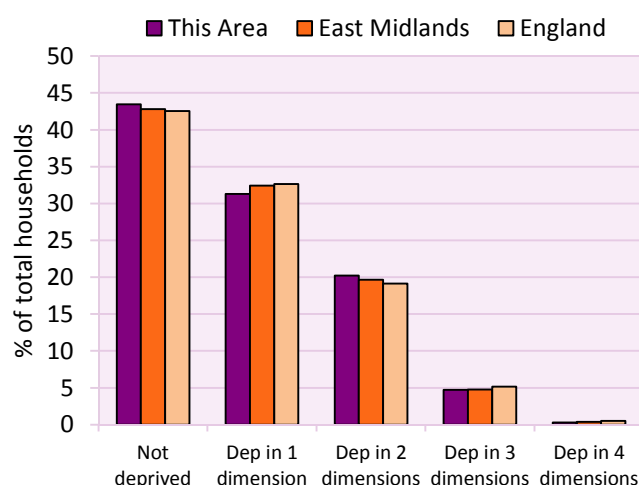 This Area East Midlands England
50
45
40
35
30
25
20
15
10
5
0
% of total households
Not deprived
Dep in 1 dimension
Dep in 2 dimensions
Dep in 3 dimensions
Dep in 4 dimensions